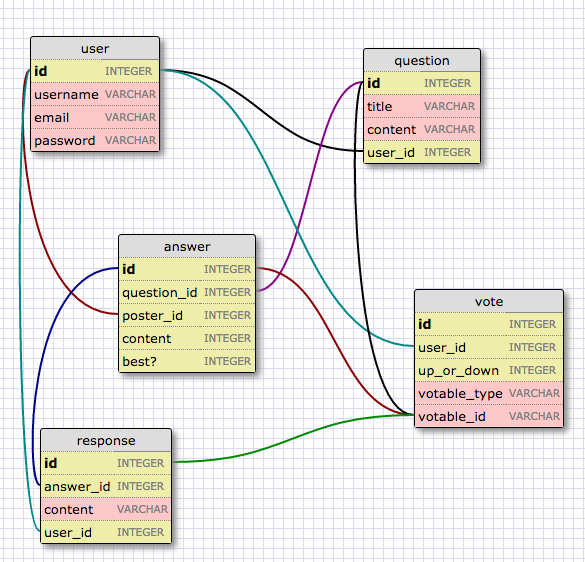 user
id INTEGER
username VARCHAR
email VARCHAR
password VARCHAR
question
id INTEGER
title VARCHAR
content VARCHAR
user_id INTEGER
answer
id INTEGER
question_id INTEGER
poster_id INTEGER
content INTEGER
best? INTEGER
vote
id INTEGER
user_id INTEGER
up_or_down INTEGER
votable_type VARCHAR
votable_id VARCHAR
response
id INTEGER
answer_id INTEGER
content VARCHAR
user_id INTEGER